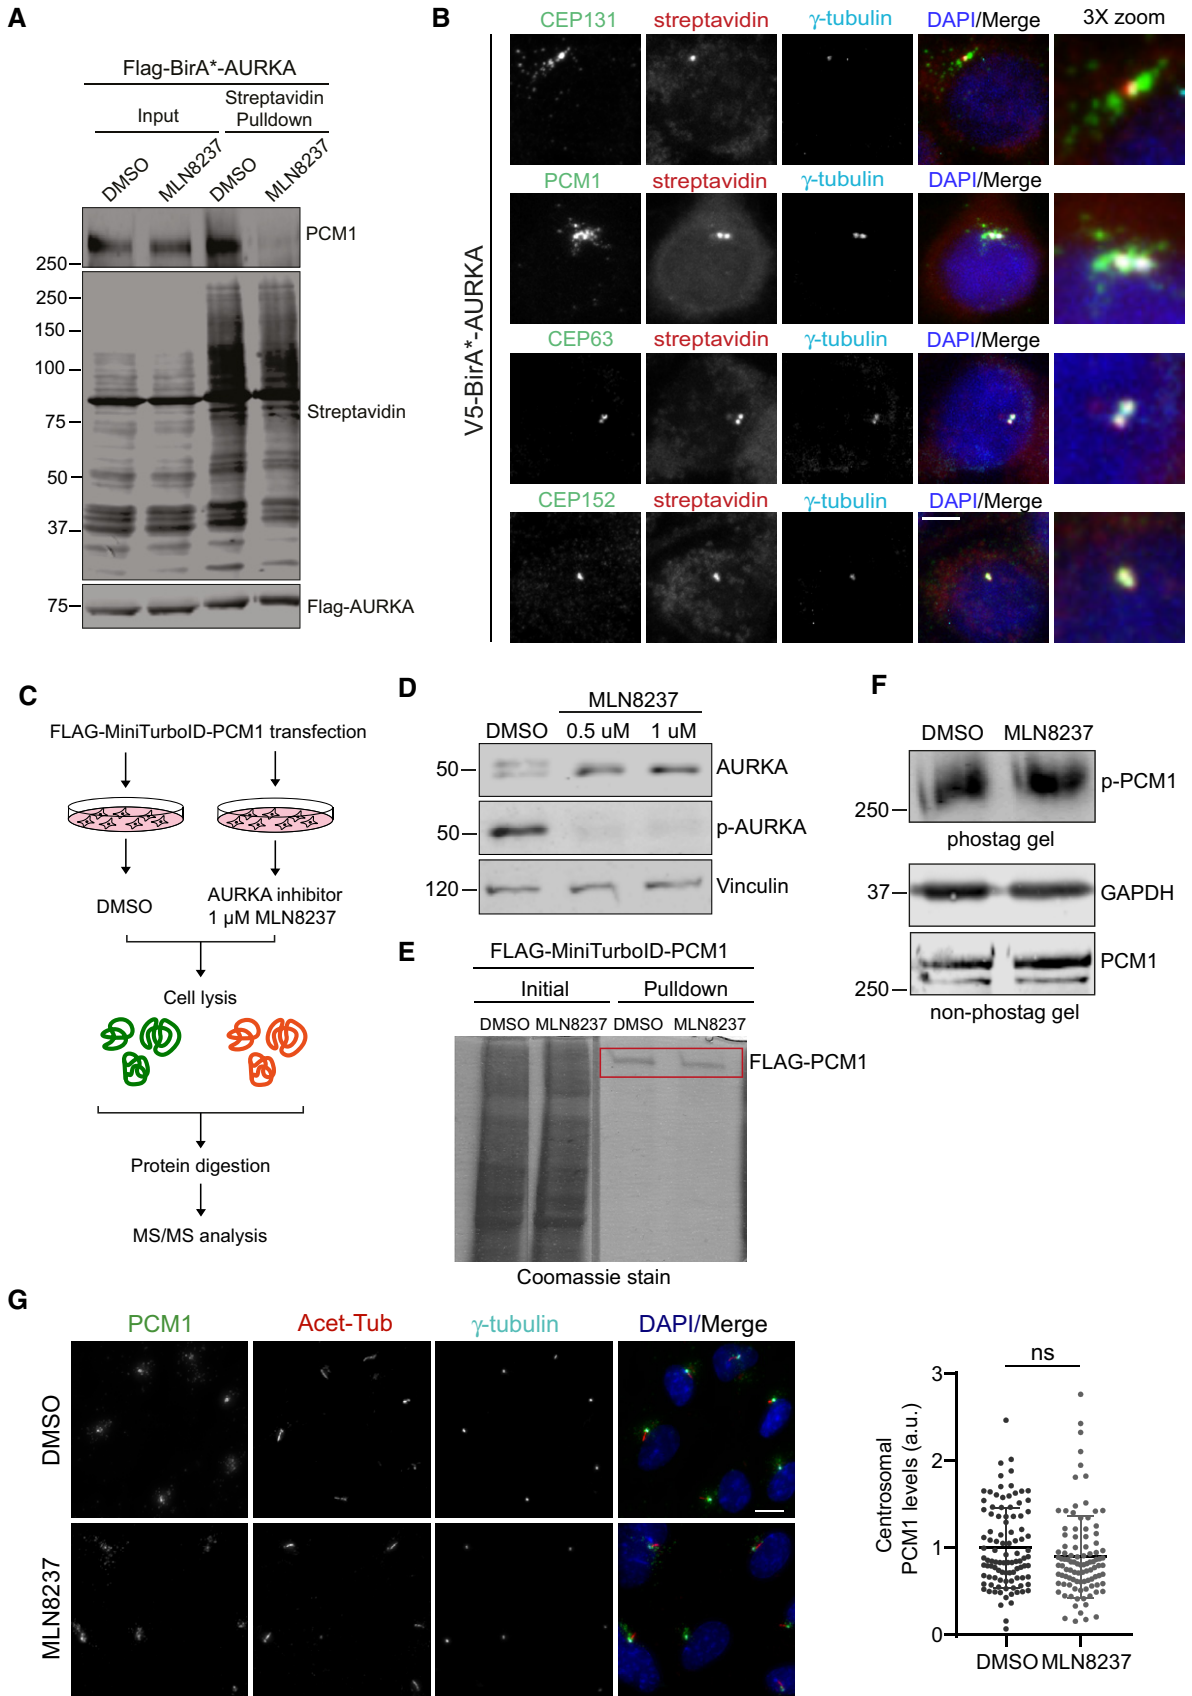 A
Flag-BirA*-AURKA
Input
Streptavidin
Pulldown
DMSO
MLN8237
DMSO
MLN8237
PCM1
250
250
150
100
75
50
37
Streptavidin
75
Flag-AURKA
B
V5-BirA*-AURKA
CEP131 streptavidin γ-tubulin DAPI/Merge 3X zoom
PCM1 streptavidin γ-tubulin DAPI/Merge
CEP63 streptavidin γ-tubulin DAPI/Merge
CEP152 streptavidin γ-tubulin DAPI/Merge
C
FLAG-MiniTurboID-PCM1 transfection
DMSO
AURKA inhibitor
1 µM MLN8237
Cell lysis
Protein digestion
MS/MS analysis
D
MLN8237
DMSO 0.5 uM 1 uM
50 AURKA
50 p-AURKA
120 Vinculin
E
FLAG-MiniTurboID-PCM1
Initial Pulldown
DMSO MLN8237 DMSO MLN8237
FLAG-PCM1
Coomassie stain
F
DMSO MLN8237
p-PCM1
250
phostag gel
37 GAPDH
PCM1
250
non-phostag gel
G
PCM1 Acet-Tub γ-tubulin DAPI/Merge
DMSO
MLN8237
ns
Centrosomal
PCM1 levels (a.u.)
3
2
1
0
DMSO MLN8237